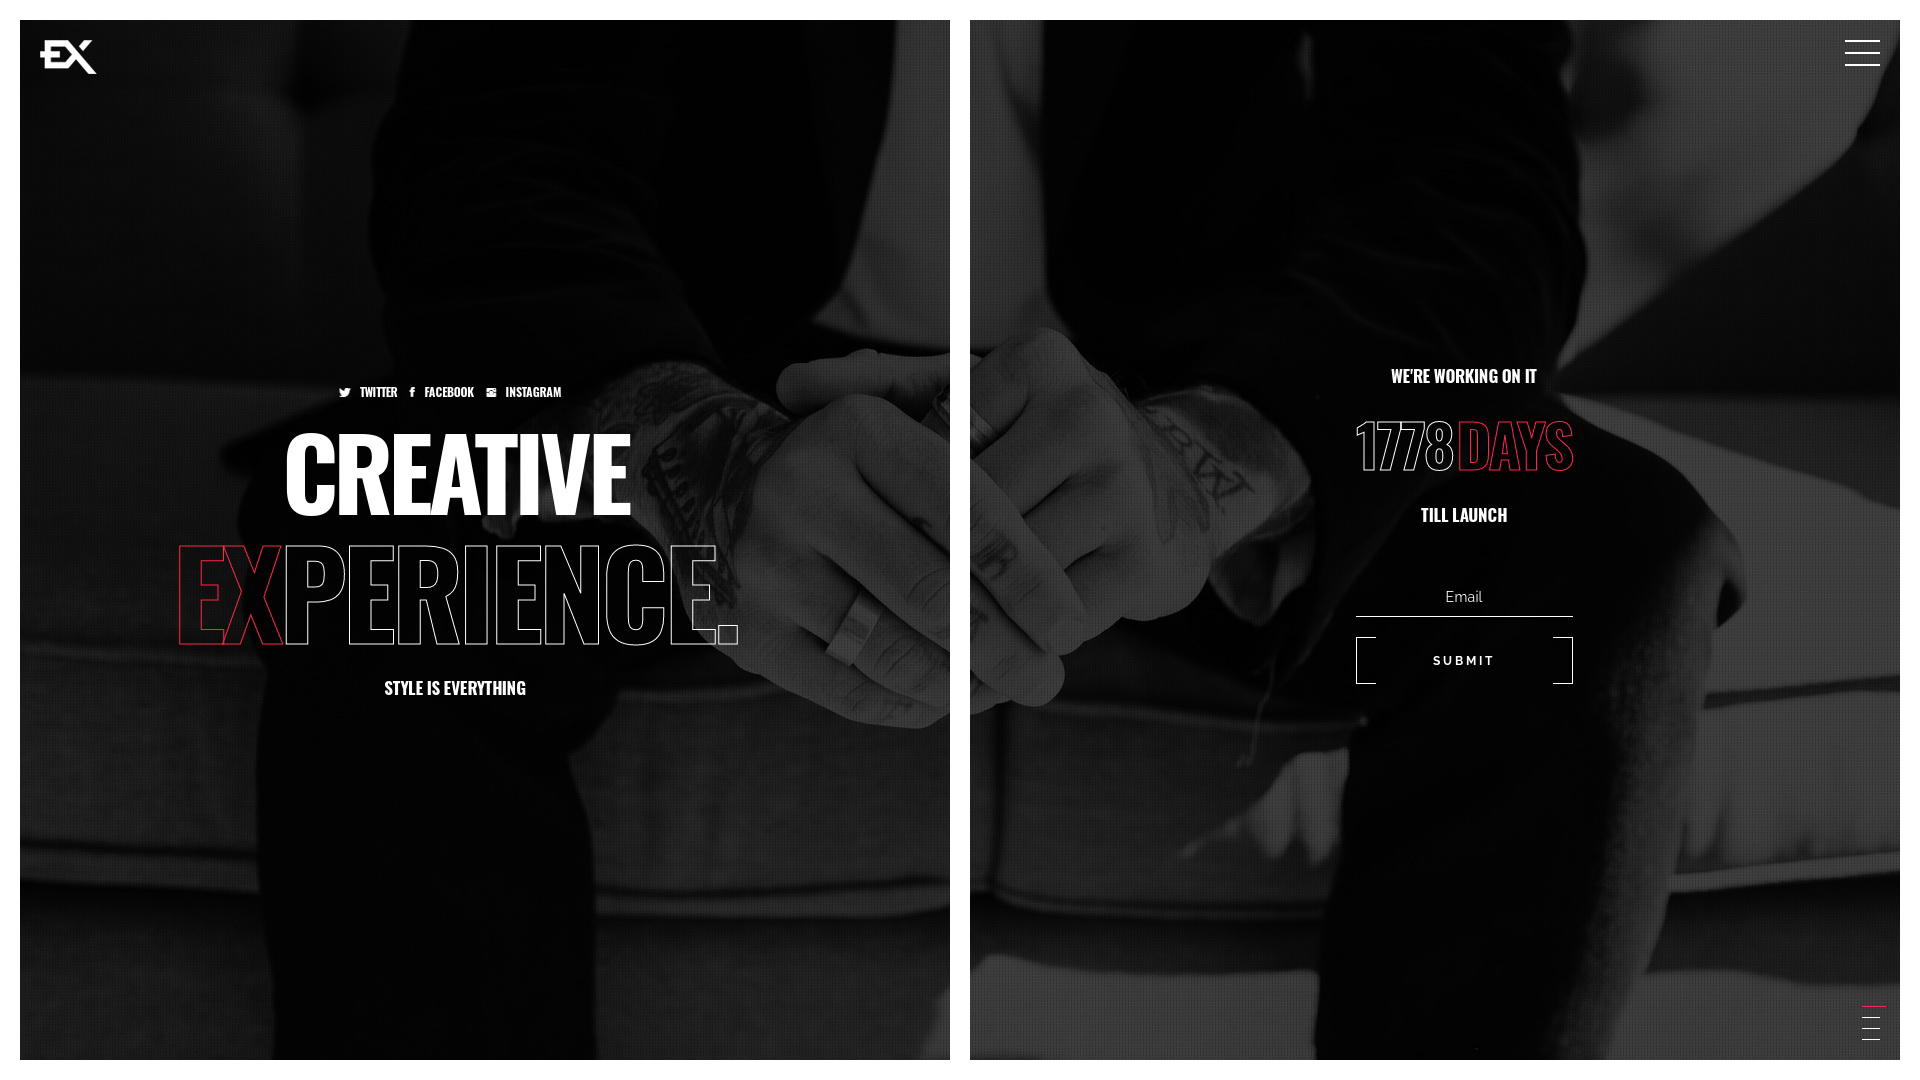 EX
TWITTER FACEBOOK INSTAGRAM
CREATIVE
EXPERIENCE.
STYLE IS EVERYTHING
WE'RE WORKING ON IT
1778 DAYS
TILL LAUNCH
Email
SUBMIT